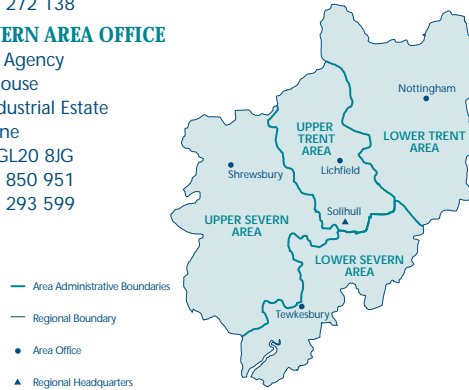 272 138
VERN AREA OFFICE
Agency
ouse
dustrial Estate
ne
GL20 8JG
850 951
293 599
Nottingham
UPPER
TRENT
AREA
LOWER TRENT
AREA
Lichfield
Shrewsbury
Solihull
UPPER SEVERN
AREA
LOWER SEVERN
AREA
Tewkesbury
Area Administrative Boundaries
Regional Boundary
Area Office
Regional Headquarters